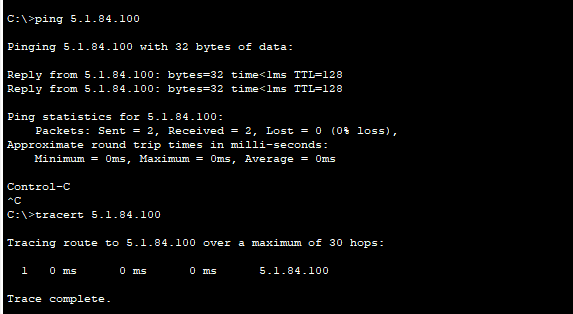 C:\>ping 5.1.84.100
Pinging 5.1.84.100 with 32 bytes of data:
Reply from 5.1.84.100: bytes=32 time<1ms TTL=128
Reply from 5.1.84.100: bytes=32 time<1ms TTL=128
Ping statistics for 5.1.84.100:
Packets: Sent = 2, Received = 2, Lost = 0 (0% loss),
Approximate round trip times in milli-seconds:
Minimum = 0ms, Maximum = 0ms, Average = 0ms
Control-C
^C
C:\>tracert 5.1.84.100
Tracing route to 5.1.84.100 over a maximum of 30 hops:
1 0 ms 0 ms 0 ms 5.1.84.100
Trace complete.